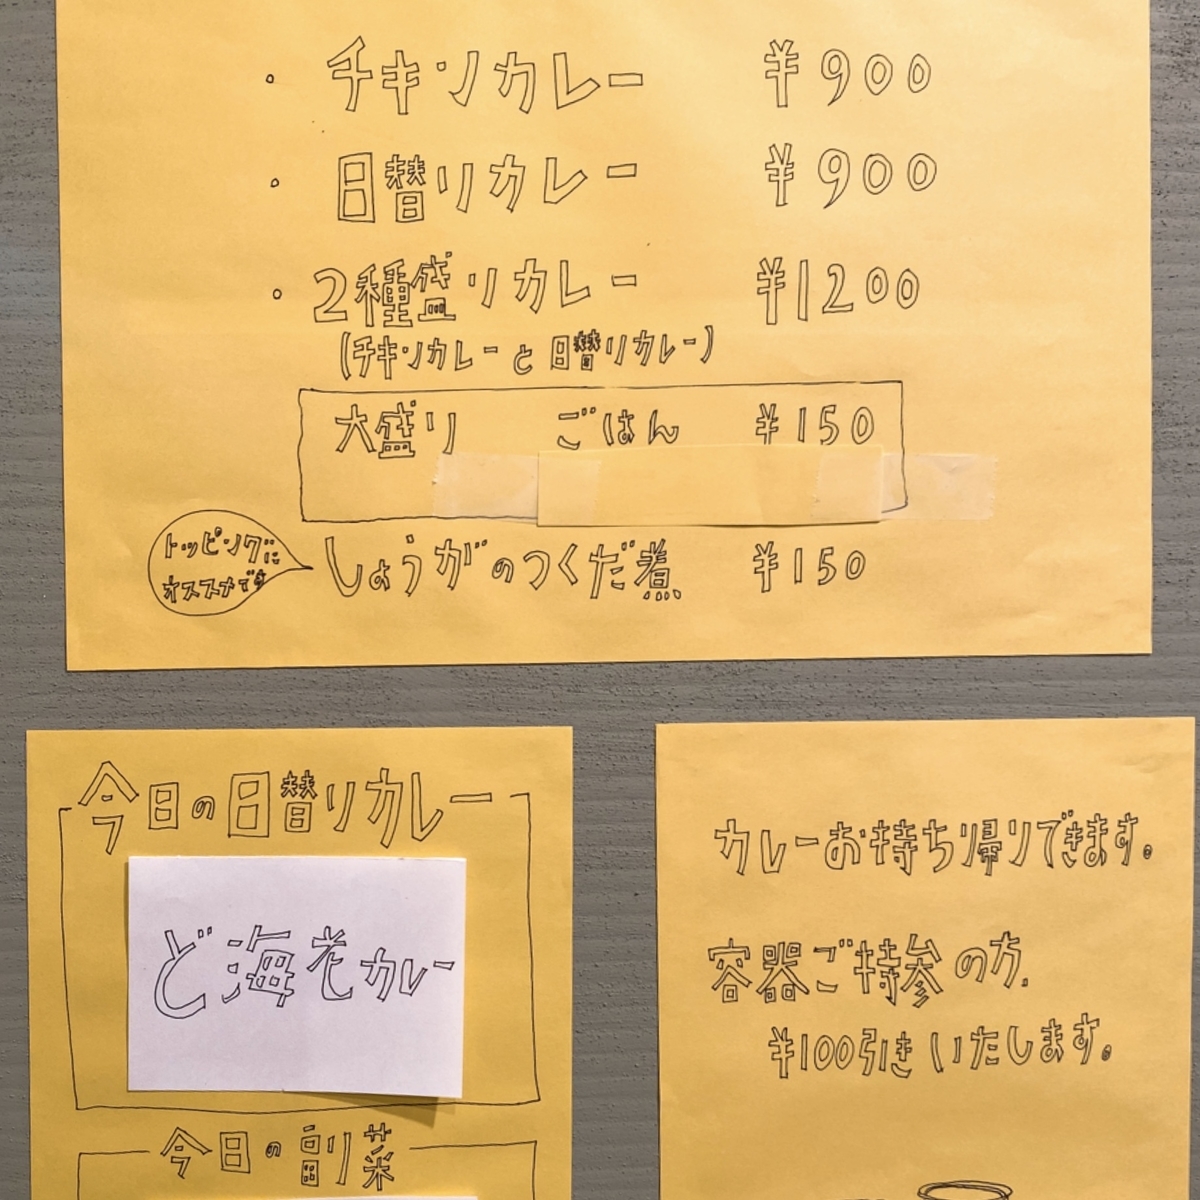 ・チキンカレー ¥900
・日替りカレー ¥900
・2種盛りカレー ¥1200
(チキンカレーと日替りカレー)
大盛り ごはん ¥150
トッピングに
オススメです
しょうがのつくだ煮 ¥150
今日の日替りカレー
ど海老カレー
今日の副菜
カレーお持ち帰りできます。
容器ご持参の方、
¥100引きいたします。